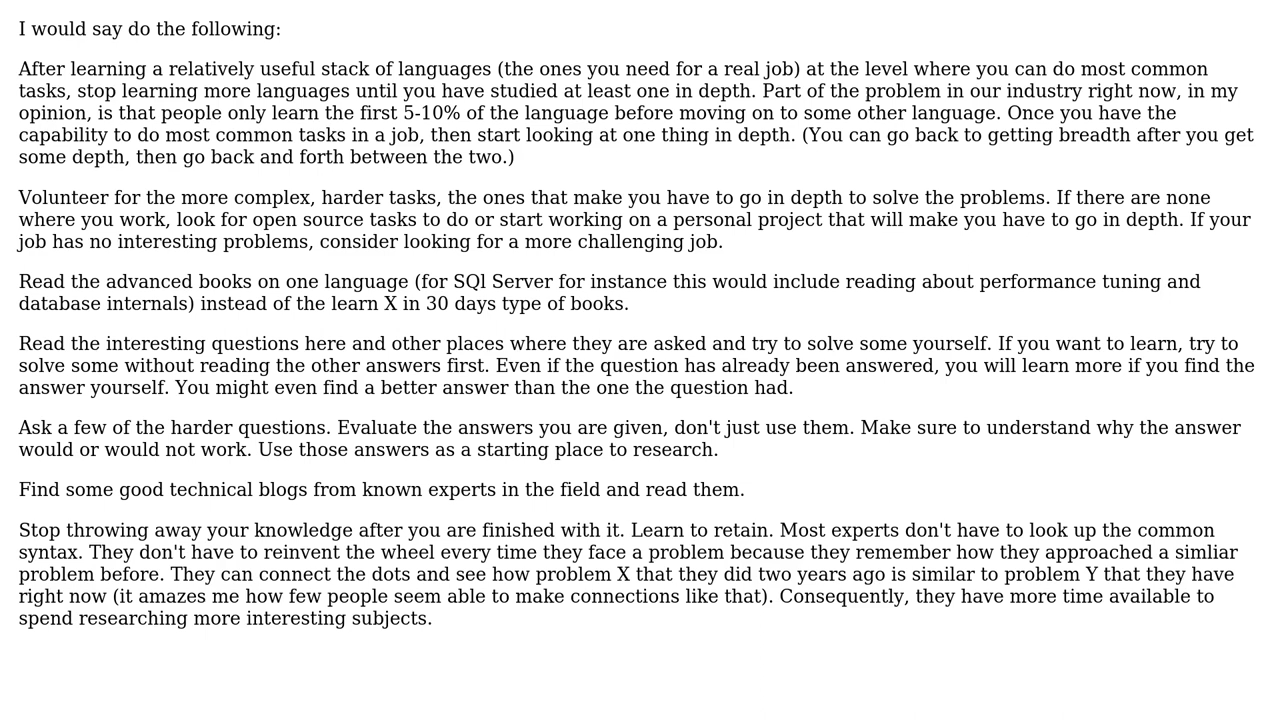 I would say do the following:
After learning a relatively useful stack of languages (the ones you need for a real job) at the level where you can do most common
tasks, stop learning more languages until you have studied at least one in depth. Part of the problem in our industry right now, in my
opinion, is that people only learn the first 5-10% of the language before moving on to some other language. Once you have the
capability to do most common tasks in a job, then start looking at one thing in depth. (You can go back to getting breadth after you get
some depth, then go back and forth between the two.)
Volunteer for the more complex, harder tasks, the ones that make you have to go in depth to solve the problems. If there are none
where you work, look for open source tasks to do or start working on a personal project that will make you have to go in depth. If your
job has no interesting problems, consider looking for a more challenging job.
Read the advanced books on one language (for SQl Server for instance this would include reading about performance tuning and
database internals) instead of the learn X in 30 days type of books.
Read the interesting questions here and other places where they are asked and try to solve some yourself. If you want to learn, try to
solve some without reading the other answers first. Even if the question has already been answered, you will learn more if you find the
answer yourself. You might even find a better answer than the one the question had.
Ask a few of the harder questions. Evaluate the answers you are given, don't just use them. Make sure to understand why the answer
would or would not work. Use those answers as a starting place to research.
Find some good technical blogs from known experts in the field and read them.
Stop throwing away your knowledge after you are finished with it. Learn to retain. Most experts don't have to look up the common
syntax. They don't have to reinvent the wheel every time they face a problem because they remember how they approached a simliar
problem before. They can connect the dots and see how problem X that they did two years ago is similar to problem Y that they have
right now (it amazes me how few people seem able to make connections like that). Consequently, they have more time available to
spend researching more interesting subjects.